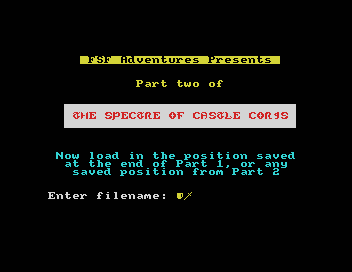 FSF Adventures Presents
Part two of
THE SPECTRE OF CASTLE CORIS
Now load in the position saved
at the end of Part 1, or any
saved position from Part 2
Enter filename: